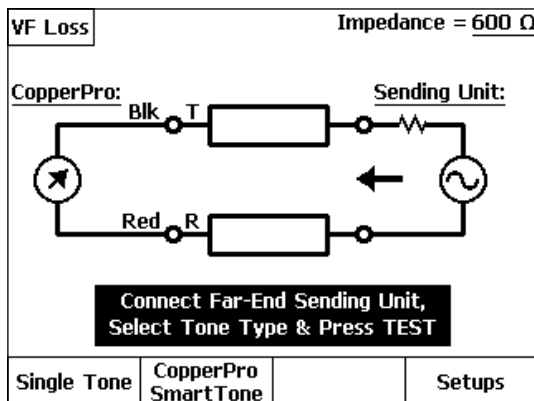 VF Loss
Impedance = 600 Ω
CopperPro:
Sending Unit:
Blk T
Red R
Connect Far-End Sending Unit,
Select Tone Type & Press TEST
Single Tone
CopperPro
SmartTone
Setups